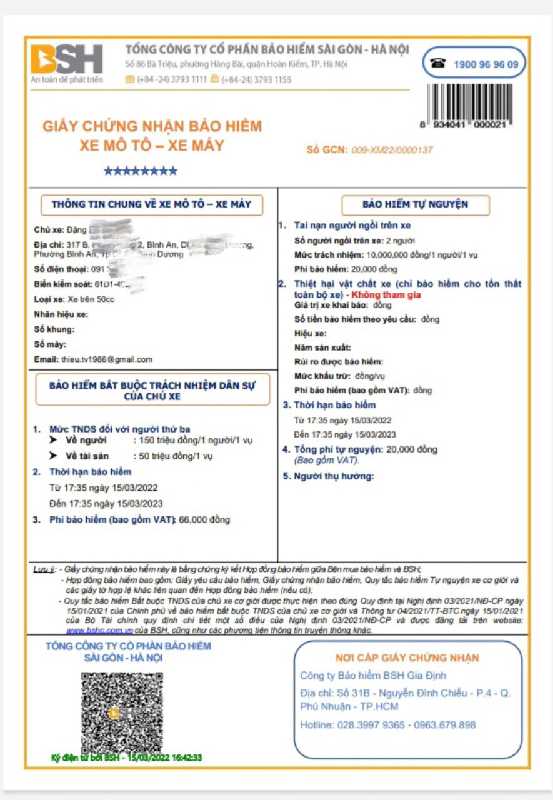 BSH
An toàn để phát triển
TỔNG CÔNG TY CỔ PHẦN BẢO HIỂM SÀI GÒN - HÀ NỘI
Số 86 Bà Triệu, phường Hàng Bài, quận Hoàn Kiếm, TP. Hà Nội
(+84 -24) 3793 1111 (+84-24) 3793 1155
1900 96 96 09
8 934041 000021
GIẤY CHỨNG NHẬN BẢO HIỂM
XE MÔ TÔ – XE MÁY
Số GCN: 009-XM22/0000137
★★★★★★★★
THÔNG TIN CHUNG VỀ XE MÔ TÔ – XE MÁY
Chủ xe: Đặng
Địa chỉ: 317 B, 2, Bình An,
Phường Bình An, Dương
Số điện thoại: 091
Biển kiểm soát: 61D1-
Loại xe: Xe trên 50cc
Nhãn hiệu xe:
Số khung:
Số máy:
Email: thieu.tv1986@gmail.com
BẢO HIỂM BẮT BUỘC TRÁCH NHIỆM DÂN SỰ
CỦA CHỦ XE
1. Mức TNDS đối với người thứ ba
➤ Về người : 150 triệu đồng/1 người/1 vụ
➤ Về tài sản : 50 triệu đồng/1 vụ
2. Thời hạn bảo hiểm
Từ 17:35 ngày 15/03/2022
Đến 17:35 ngày 15/03/2023
3. Phí bảo hiểm (bao gồm VAT): 66,000 đồng
BẢO HIỂM TỰ NGUYỆN
1. Tai nạn người ngồi trên xe
Số người ngồi trên xe: 2 người
Mức trách nhiệm: 10,000,000 đồng/1 người/1 vụ
Phí bảo hiểm: 20,000 đồng
2. Thiệt hại vật chất xe (chỉ bảo hiểm cho tổn thất
toàn bộ xe) - Không tham gia
Giá trị xe khai báo: đồng
Số tiền bảo hiểm theo yêu cầu: đồng
Hiệu xe:
Năm sản xuất:
Rủi ro được bảo hiểm:
Mức khấu trừ: đồng/vụ
Phí bảo hiểm (bao gồm VAT): đồng
3. Thời hạn bảo hiểm
Từ 17:35 ngày 15/03/2022
Đến 17:35 ngày 15/03/2023
4. Tổng phí tự nguyện: 20,000 đồng
(Bao gồm VAT).
5. Người thụ hưởng:
Lưu ý: - Giấy chứng nhận bảo hiểm này là bằng chứng ký kết Hợp đồng bảo hiểm giữa Bên mua bảo hiểm và BSH;
- Hợp đồng bảo hiểm bao gồm: Giấy yêu cầu bảo hiểm, Giấy chứng nhận bảo hiểm, Quy tắc bảo hiểm Tự nguyện xe cơ giới và
các giấy tờ hợp lệ khác liên quan đến Hợp đồng bảo hiểm (nếu có).
- Quy tắc bảo hiểm Bắt buộc TNDS của chủ xe cơ giới được thực hiện theo đúng Quy định tại Nghị định 03/2021/NĐ-CP ngày
15/01/2021 của Chính phủ về bảo hiểm bắt buộc TNDS của chủ xe cơ giới và Thông tư 04/2021/TT-BTC ngày 15/01/2021
của Bộ Tài chính quy định chi tiết một số điều của Nghị định 03/2021/NĐ-CP và được đăng tải trên website:
www.bshc.com.vn của BSH, cũng như các phương tiện thông tin truyền thông khác.
TỔNG CÔNG TY CỔ PHẦN BẢO HIỂM
SÀI GÒN - HÀ NỘI
Ký điện tử bởi BSH - 15/03/2022 16:42:33
NƠI CẤP GIẤY CHỨNG NHẬN
Công ty Bảo hiểm BSH Gia Định
Địa chỉ: Số 31B - Nguyễn Đình Chiểu - P.4 - Q.
Phú Nhuận - TP.HCM
Hotline: 028.3997 9365 - 0963.679.898